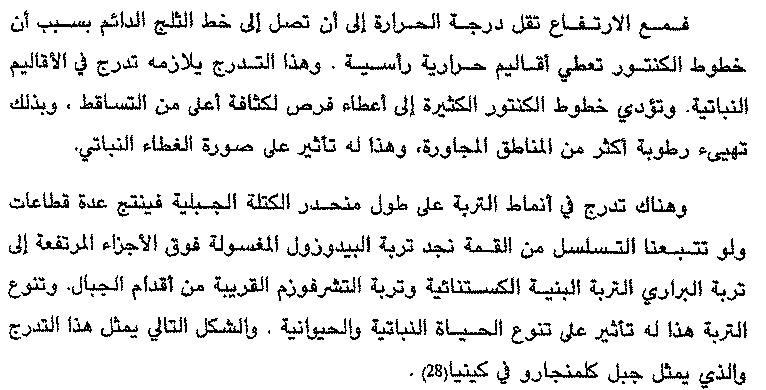 فمع الارتفاع تقل درجة الحرارة إلى أن تصل إلى خط الثلج الدائم بسبب أن
خطوط الكنتور تعطي أقاليم حرارية رأسية . وهذا التدرج يلازمه تدرج في الأقاليم
النباتية. وتؤدي خطوط الكنتور الكثيرة إلى أعطاء فرص لكثافة أعلى من التساقط ، وبذلك
تهييء رطوبة أكثر من المناطق المجاورة، وهذا له تأثير على صورة الغطاء النباتي.
وهناك تدرج في أنماط التربة على طول منحدر الكتلة الجبلية فينتج عدة قطاعات
ولو تتبعنا التسلسل من القمة نجد تربة البيدوزول المغسولة فوق الأجزاء المرتفعة إلى
تربة البراري التربة البنية الكستنائية وتربة التشرفوزم القريبة من أقدام الجبال. وتنوع
التربة هذا له تأثير على تنوع الحياة النباتية والحيوانية . والشكل التالي يمثل هذا التدرج
والذي يمثل جبل كلمنجارو في كينيا(28) .